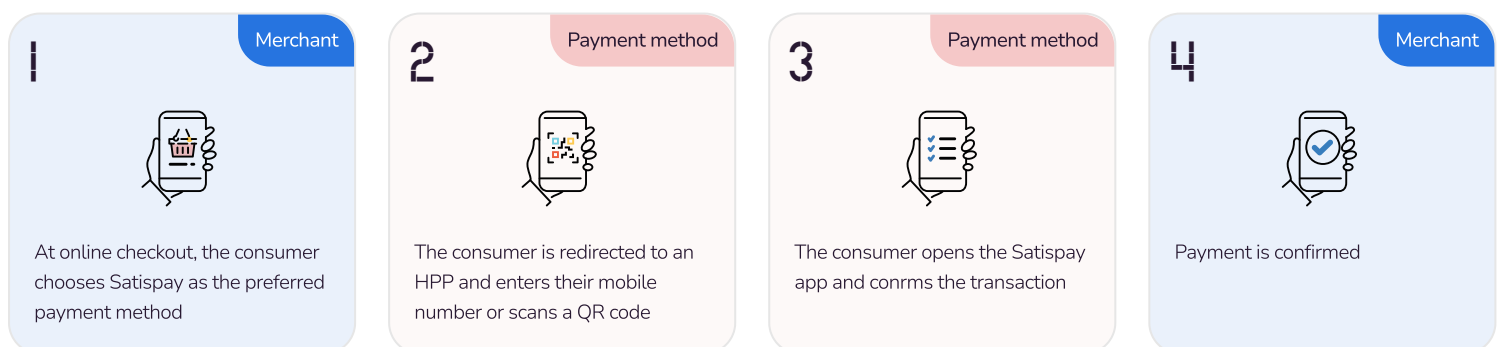 1
Merchant
At online checkout, the consumer
chooses Satispay as the preferred
payment method
2
Payment method
The consumer is redirected to an
HPP and enters their mobile
number or scans a QR code
3
Payment method
The consumer opens the Satispay
app and conrms the transaction
4
Merchant
Payment is confirmed